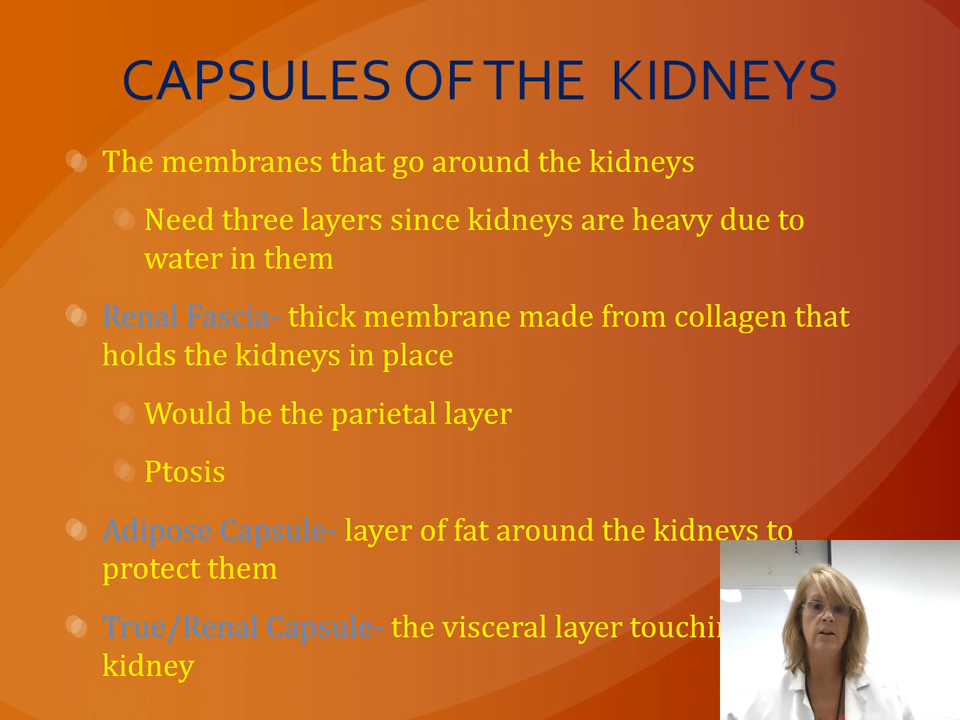 CAPSULES OF THE KIDNEYS
The membranes that go around the kidneys
Need three layers since kidneys are heavy due to
water in them
Renal Fascia- thick membrane made from collagen that
holds the kidneys in place
Would be the parietal layer
Ptosis
Adipose Capsule- layer of fat around the kidneys to
protect them
True/Renal Capsule- the visceral layer
kidney